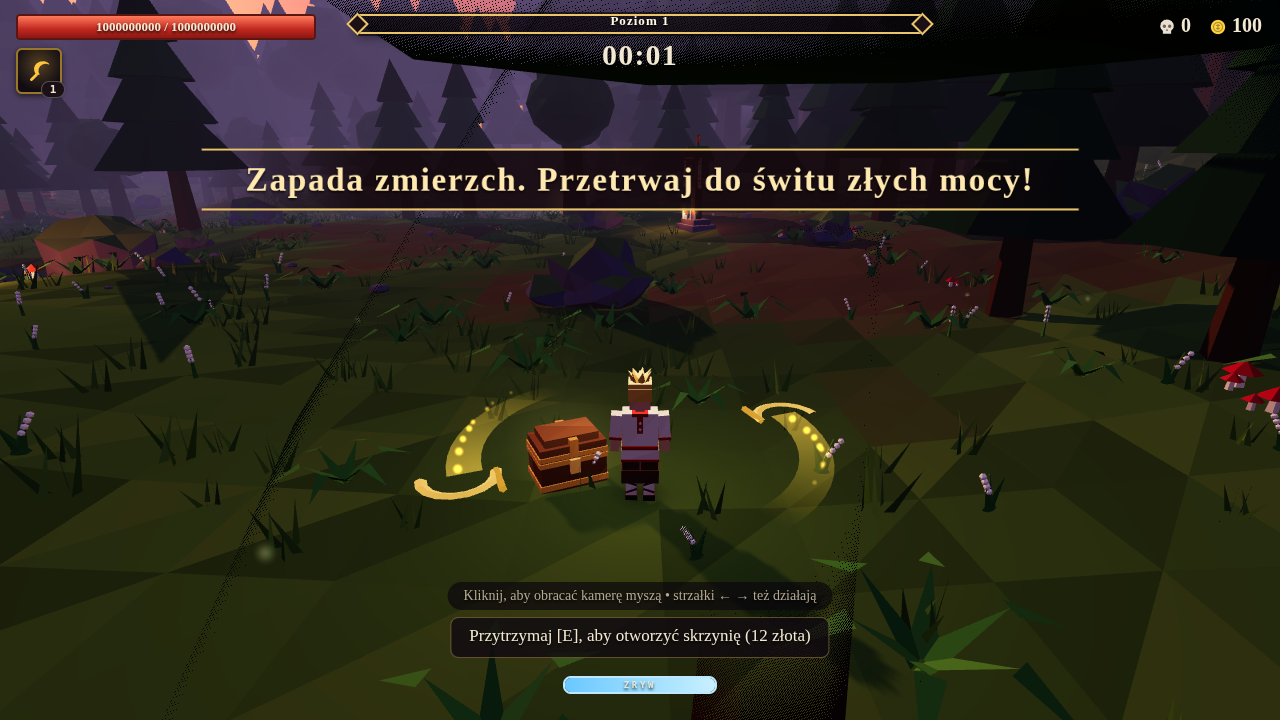 1000000000 / 1000000000
Poziom 1
0
100
00:01
1
Zapada zmierzch. Przetrwaj do świtu złych mocy!
Kliknij, aby obracać kamerę myszą • strzałki ← → też działają
Przytrzymaj [E], aby otworzyć skrzynię (12 złota)
ZRYW